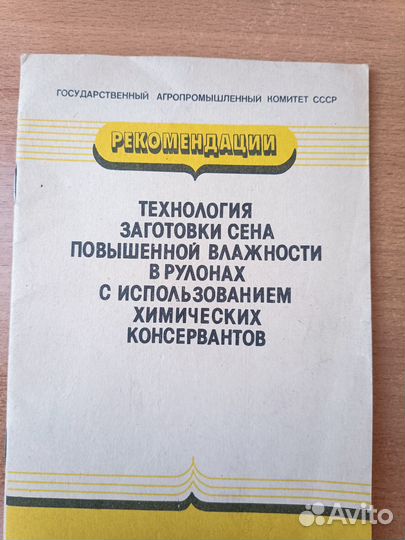 ГОСУДАРСТВЕННЫЙ АГРОПРОМЫШЛЕННЫЙ КОМИТЕТ СССР
РЕКОМЕНДАЦИИ
ТЕХНОЛОГИЯ
ЗАГОТОВКИ СЕНА
ПОВЫШЕННОЙ ВЛАЖНОСТИ
В РУЛОНАХ
С ИСПОЛЬЗОВАНИЕМ
ХИМИЧЕСКИХ
КОНСЕРВАНТОВ
Avito